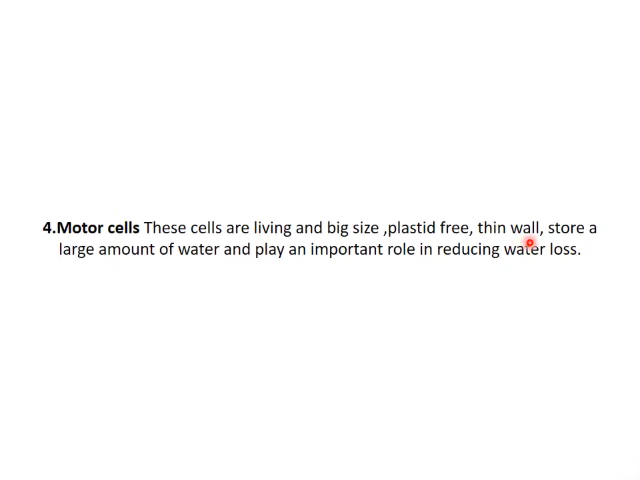 4.Motor cells These cells are living and big size ,plastid free, thin wall, store a
large amount of water and play an important role in reducing water loss.